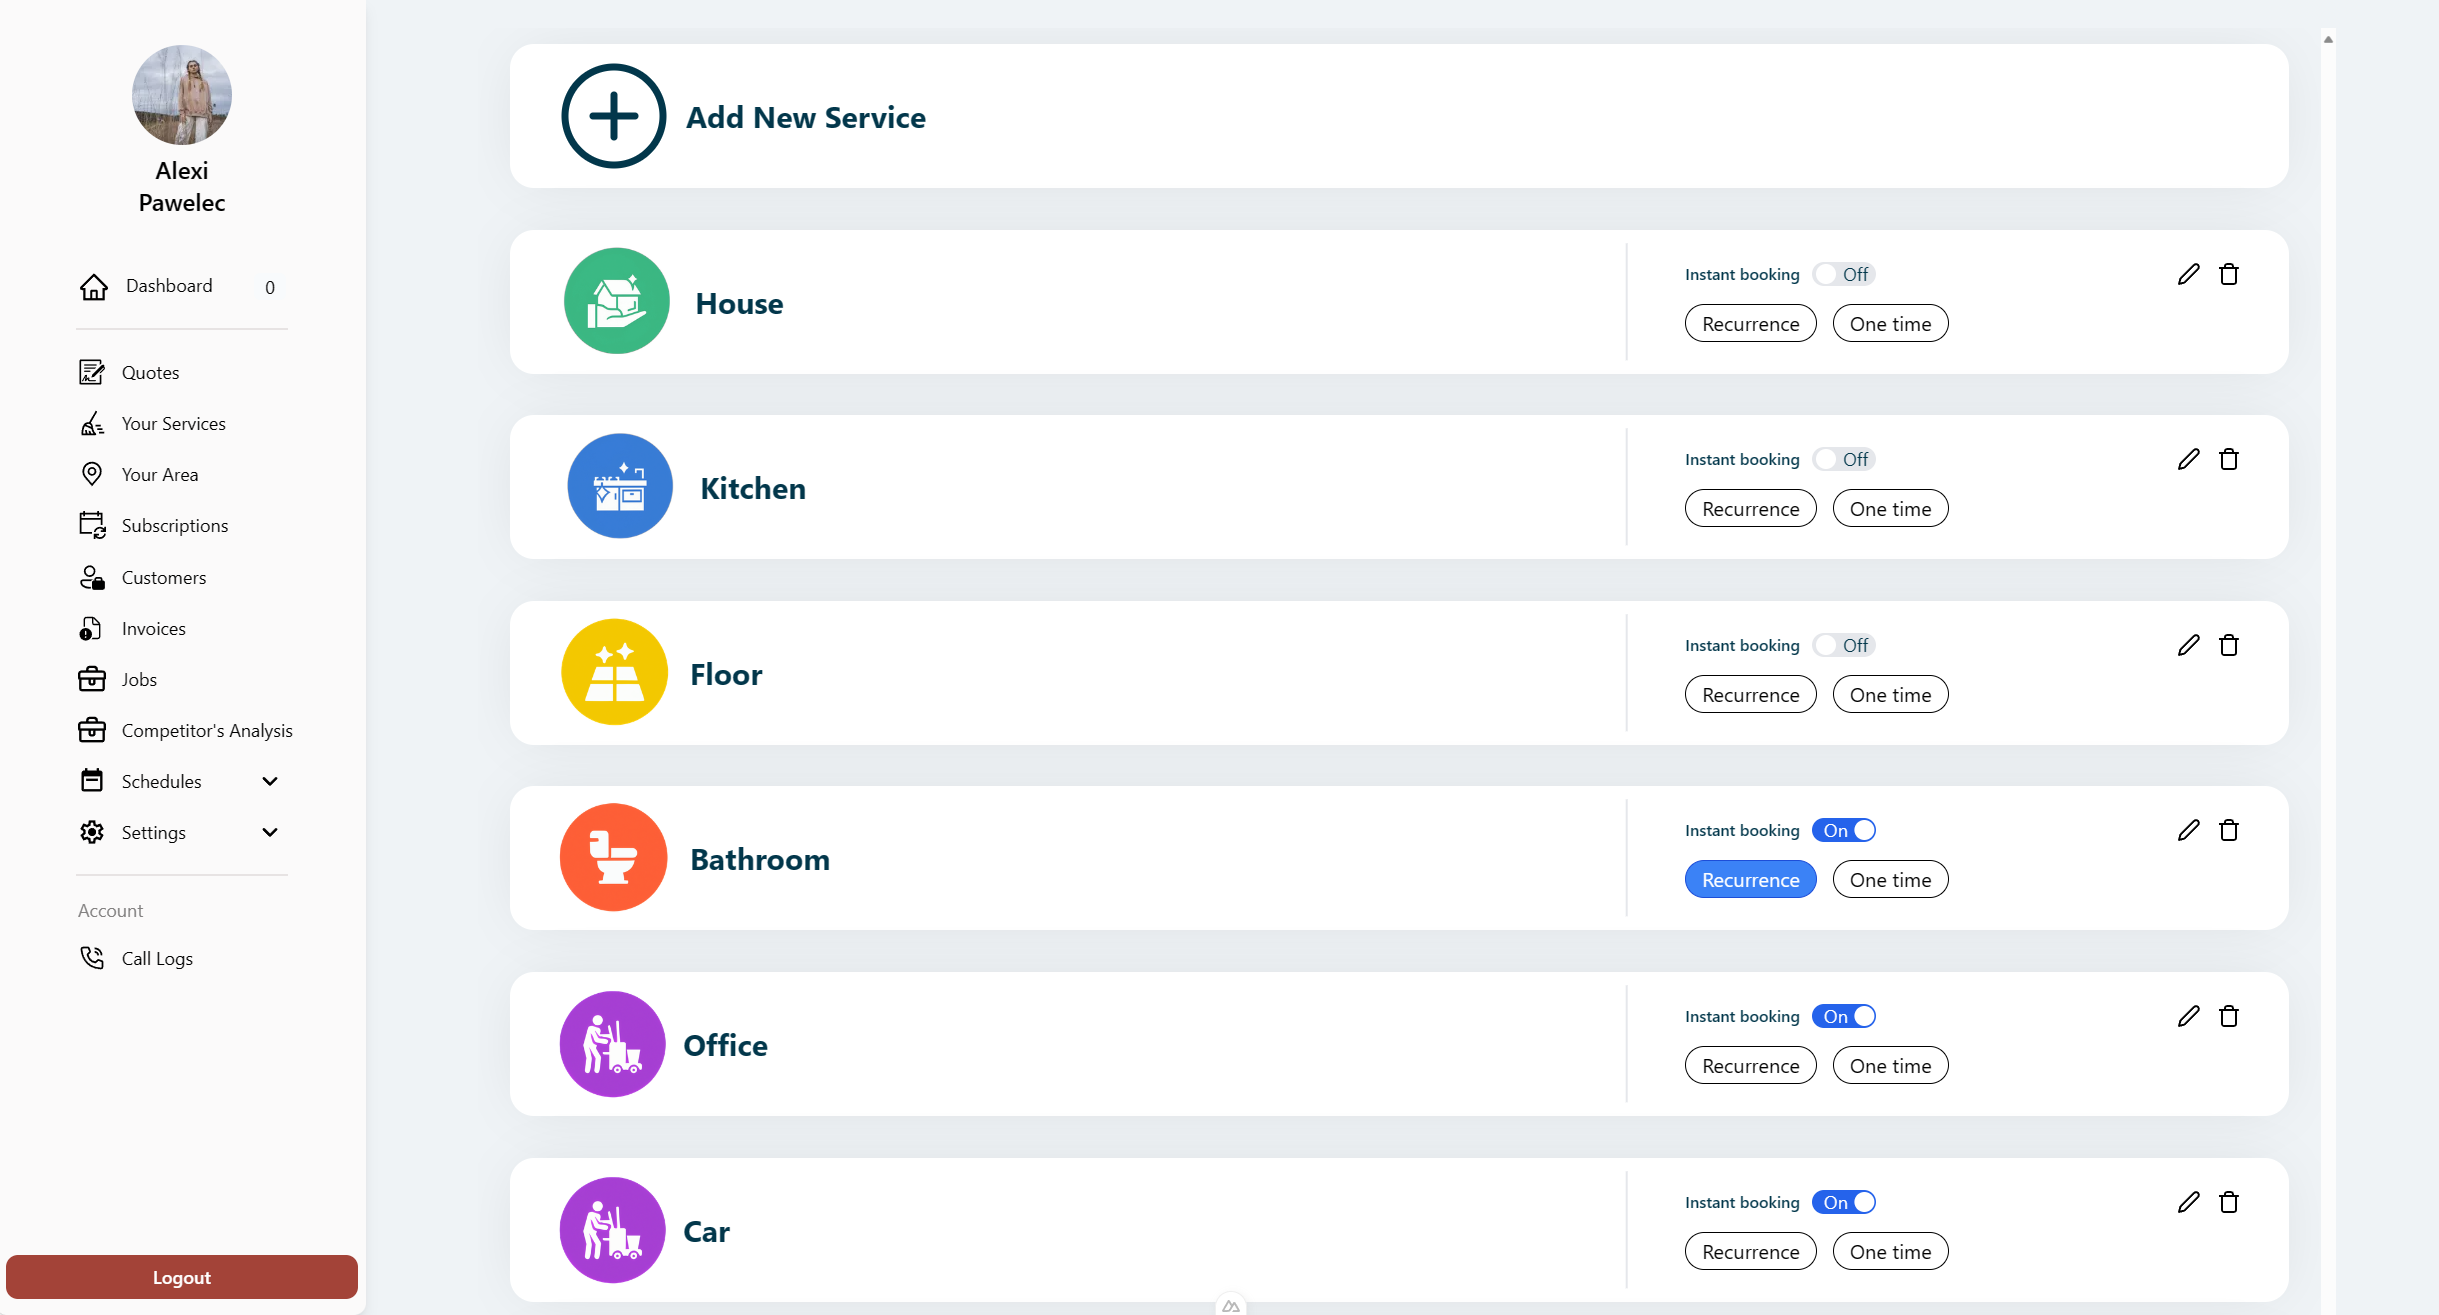 Alexi
Pawelec
Dashboard 0
Quotes
Your Services
Your Area
Subscriptions
Customers
Invoices
Jobs
Competitor's Analysis
Schedules
Settings
Account
Call Logs
Logout
Add New Service
House
Instant booking Off
Recurrence One time
Kitchen
Instant booking Off
Recurrence One time
Floor
Instant booking Off
Recurrence One time
Bathroom
Instant booking On
Recurrence One time
Office
Instant booking On
Recurrence One time
Car
Instant booking On
Recurrence One time